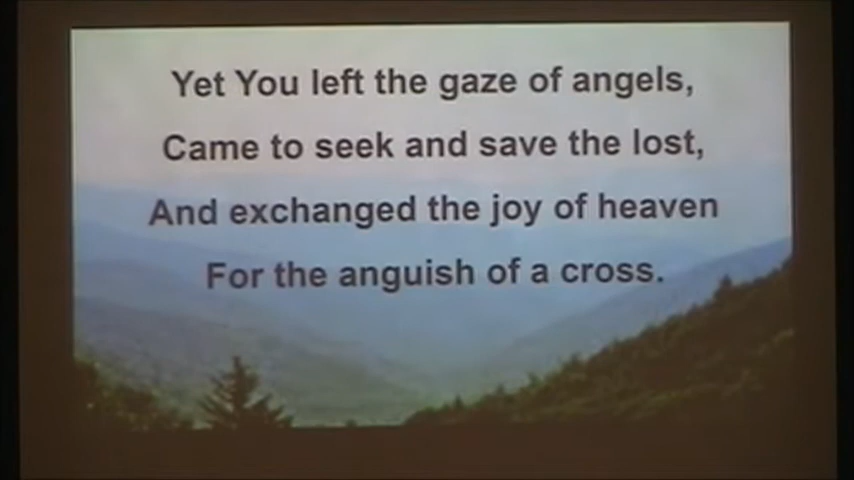 Yet You left the gaze of angels,
Came to seek and save the lost,
And exchanged the joy of heaven
For the anguish of a cross.